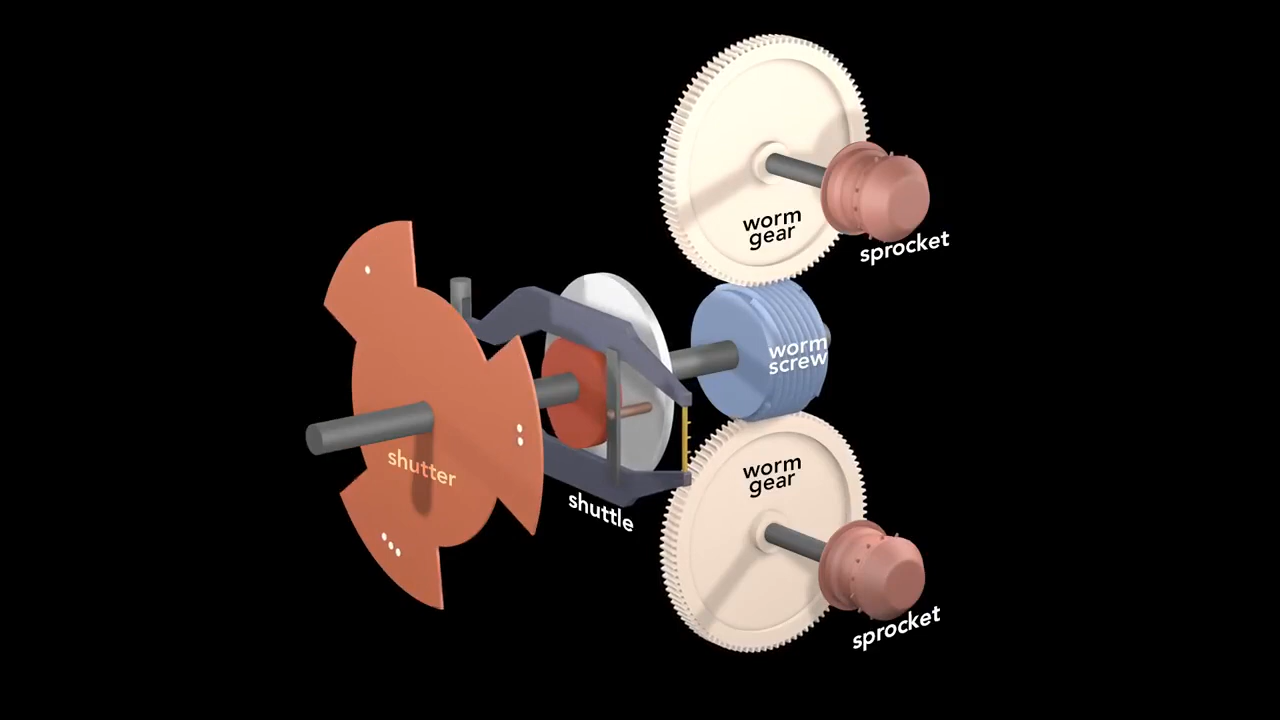 worm
gear
sprocket
worm
screw
shutter
worm
gear
shuttle
sprocket